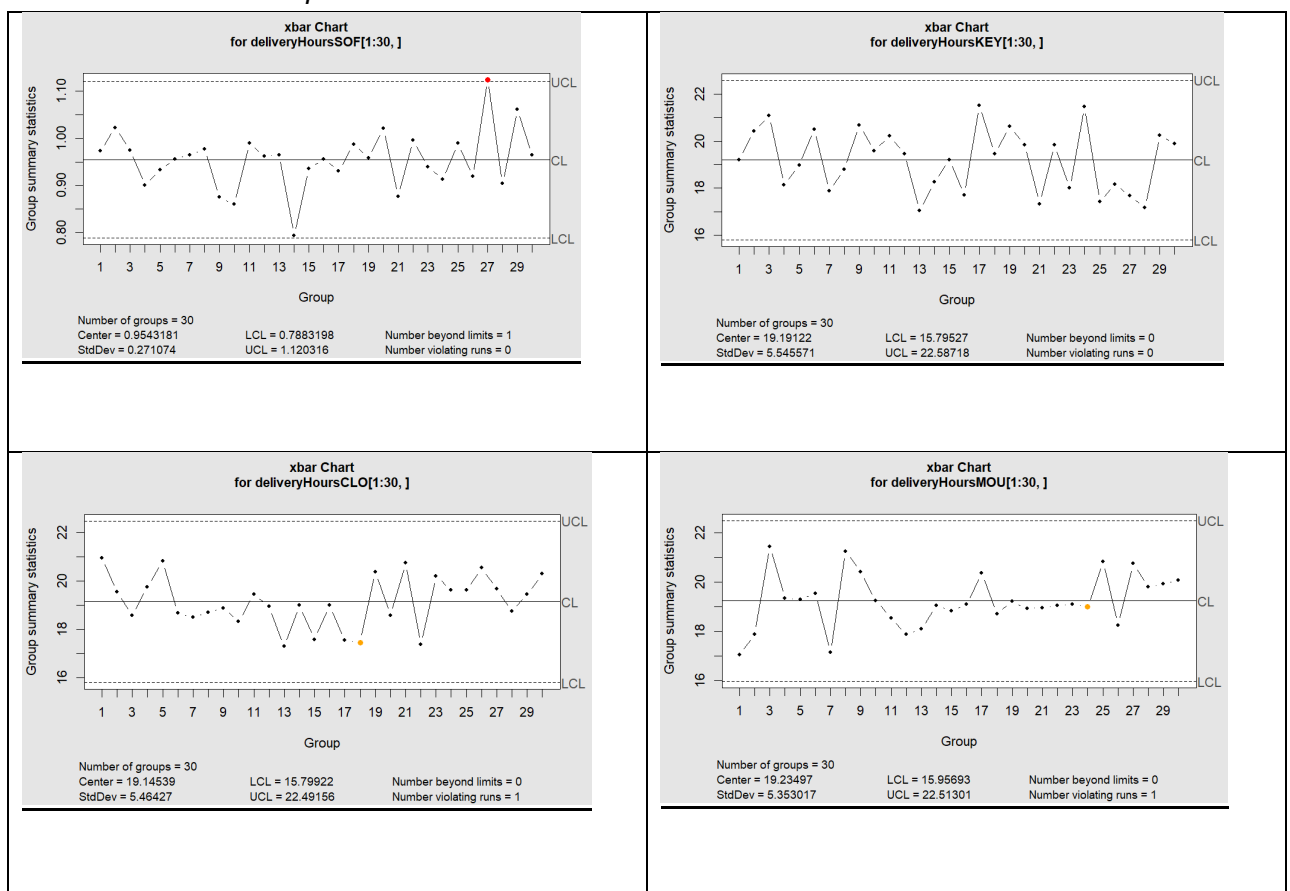 xbar Chart
for deliveryHoursSOF[1:30, ]
Group summary statistics
0.80 0.90 1.00 1.10
UCL
CL
LCL
1 3 5 7 9 11 13 15 17 19 21 23 25 27 29
Group
Number of groups = 30
Center = 0.9543181 LCL = 0.7883198 Number beyond limits = 1
StdDev = 0.271074 UCL = 1.120316 Number violating runs = 0
xbar Chart
for deliveryHoursKEY[1:30, ]
Group summary statistics
16 18 20 22
UCL
CL
LCL
1 3 5 7 9 11 13 15 17 19 21 23 25 27 29
Group
Number of groups = 30
Center = 19.19122 LCL = 15.79527 Number beyond limits = 0
StdDev = 5.545571 UCL = 22.58718 Number violating runs = 0
xbar Chart
for deliveryHoursCLO[1:30, ]
Group summary statistics
16 18 20 22
UCL
CL
LCL
1 3 5 7 9 11 13 15 17 19 21 23 25 27 29
Group
Number of groups = 30
Center = 19.14539 LCL = 15.79922 Number beyond limits = 0
StdDev = 5.46427 UCL = 22.49156 Number violating runs = 1
xbar Chart
for deliveryHoursMOU[1:30, ]
Group summary statistics
16 18 20 22
UCL
CL
LCL
1 3 5 7 9 11 13 15 17 19 21 23 25 27 29
Group
Number of groups = 30
Center = 19.23497 LCL = 15.95693 Number beyond limits = 0
StdDev = 5.353017 UCL = 22.51301 Number violating runs = 1